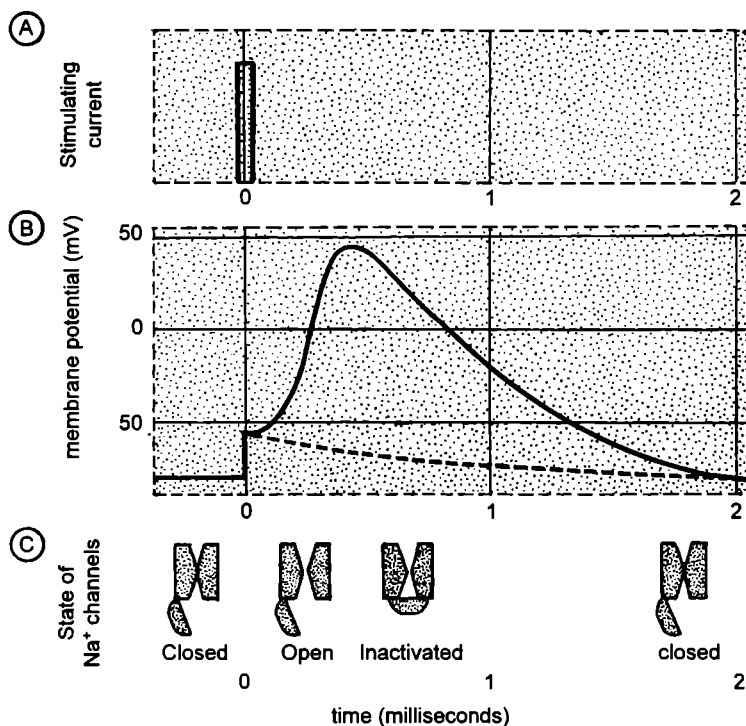 A
Stimulating
current
0
1
2
B
membrane potential (mV)
50
0
50
0
1
2
C
State of
Na⁺ channels
Closed
Open
Inactivated
closed
0
1
2
time (milliseconds)